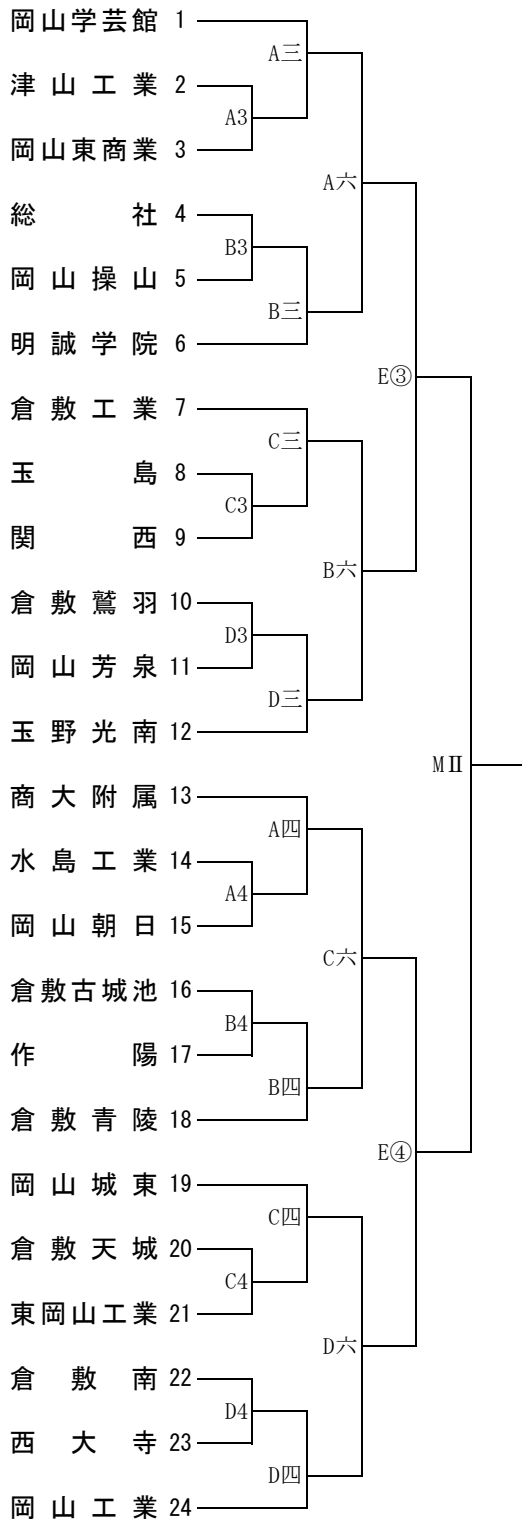 岡山学芸館 1
A三
津山工業 2
A3
岡山東商業 3
A六
総社 4
B3
岡山操山 5
B三
明誠学院 6
E③
倉敷工業 7
C三
玉島 8
C3
関西 9
B六
倉敷鷲羽 10
D3
岡山芳泉 11
D三
玉野光南 12
MⅡ
商大附属 13
A四
水島工業 14
A4
岡山朝日 15
C六
倉敷古城池 16
B4
作陽 17
B四
倉敷青陵 18
E④
岡山城東 19
C四
倉敷天城 20
C4
東岡山工業 21
D六
倉敷南 22
D4
西大寺 23
D四
岡山工業 24